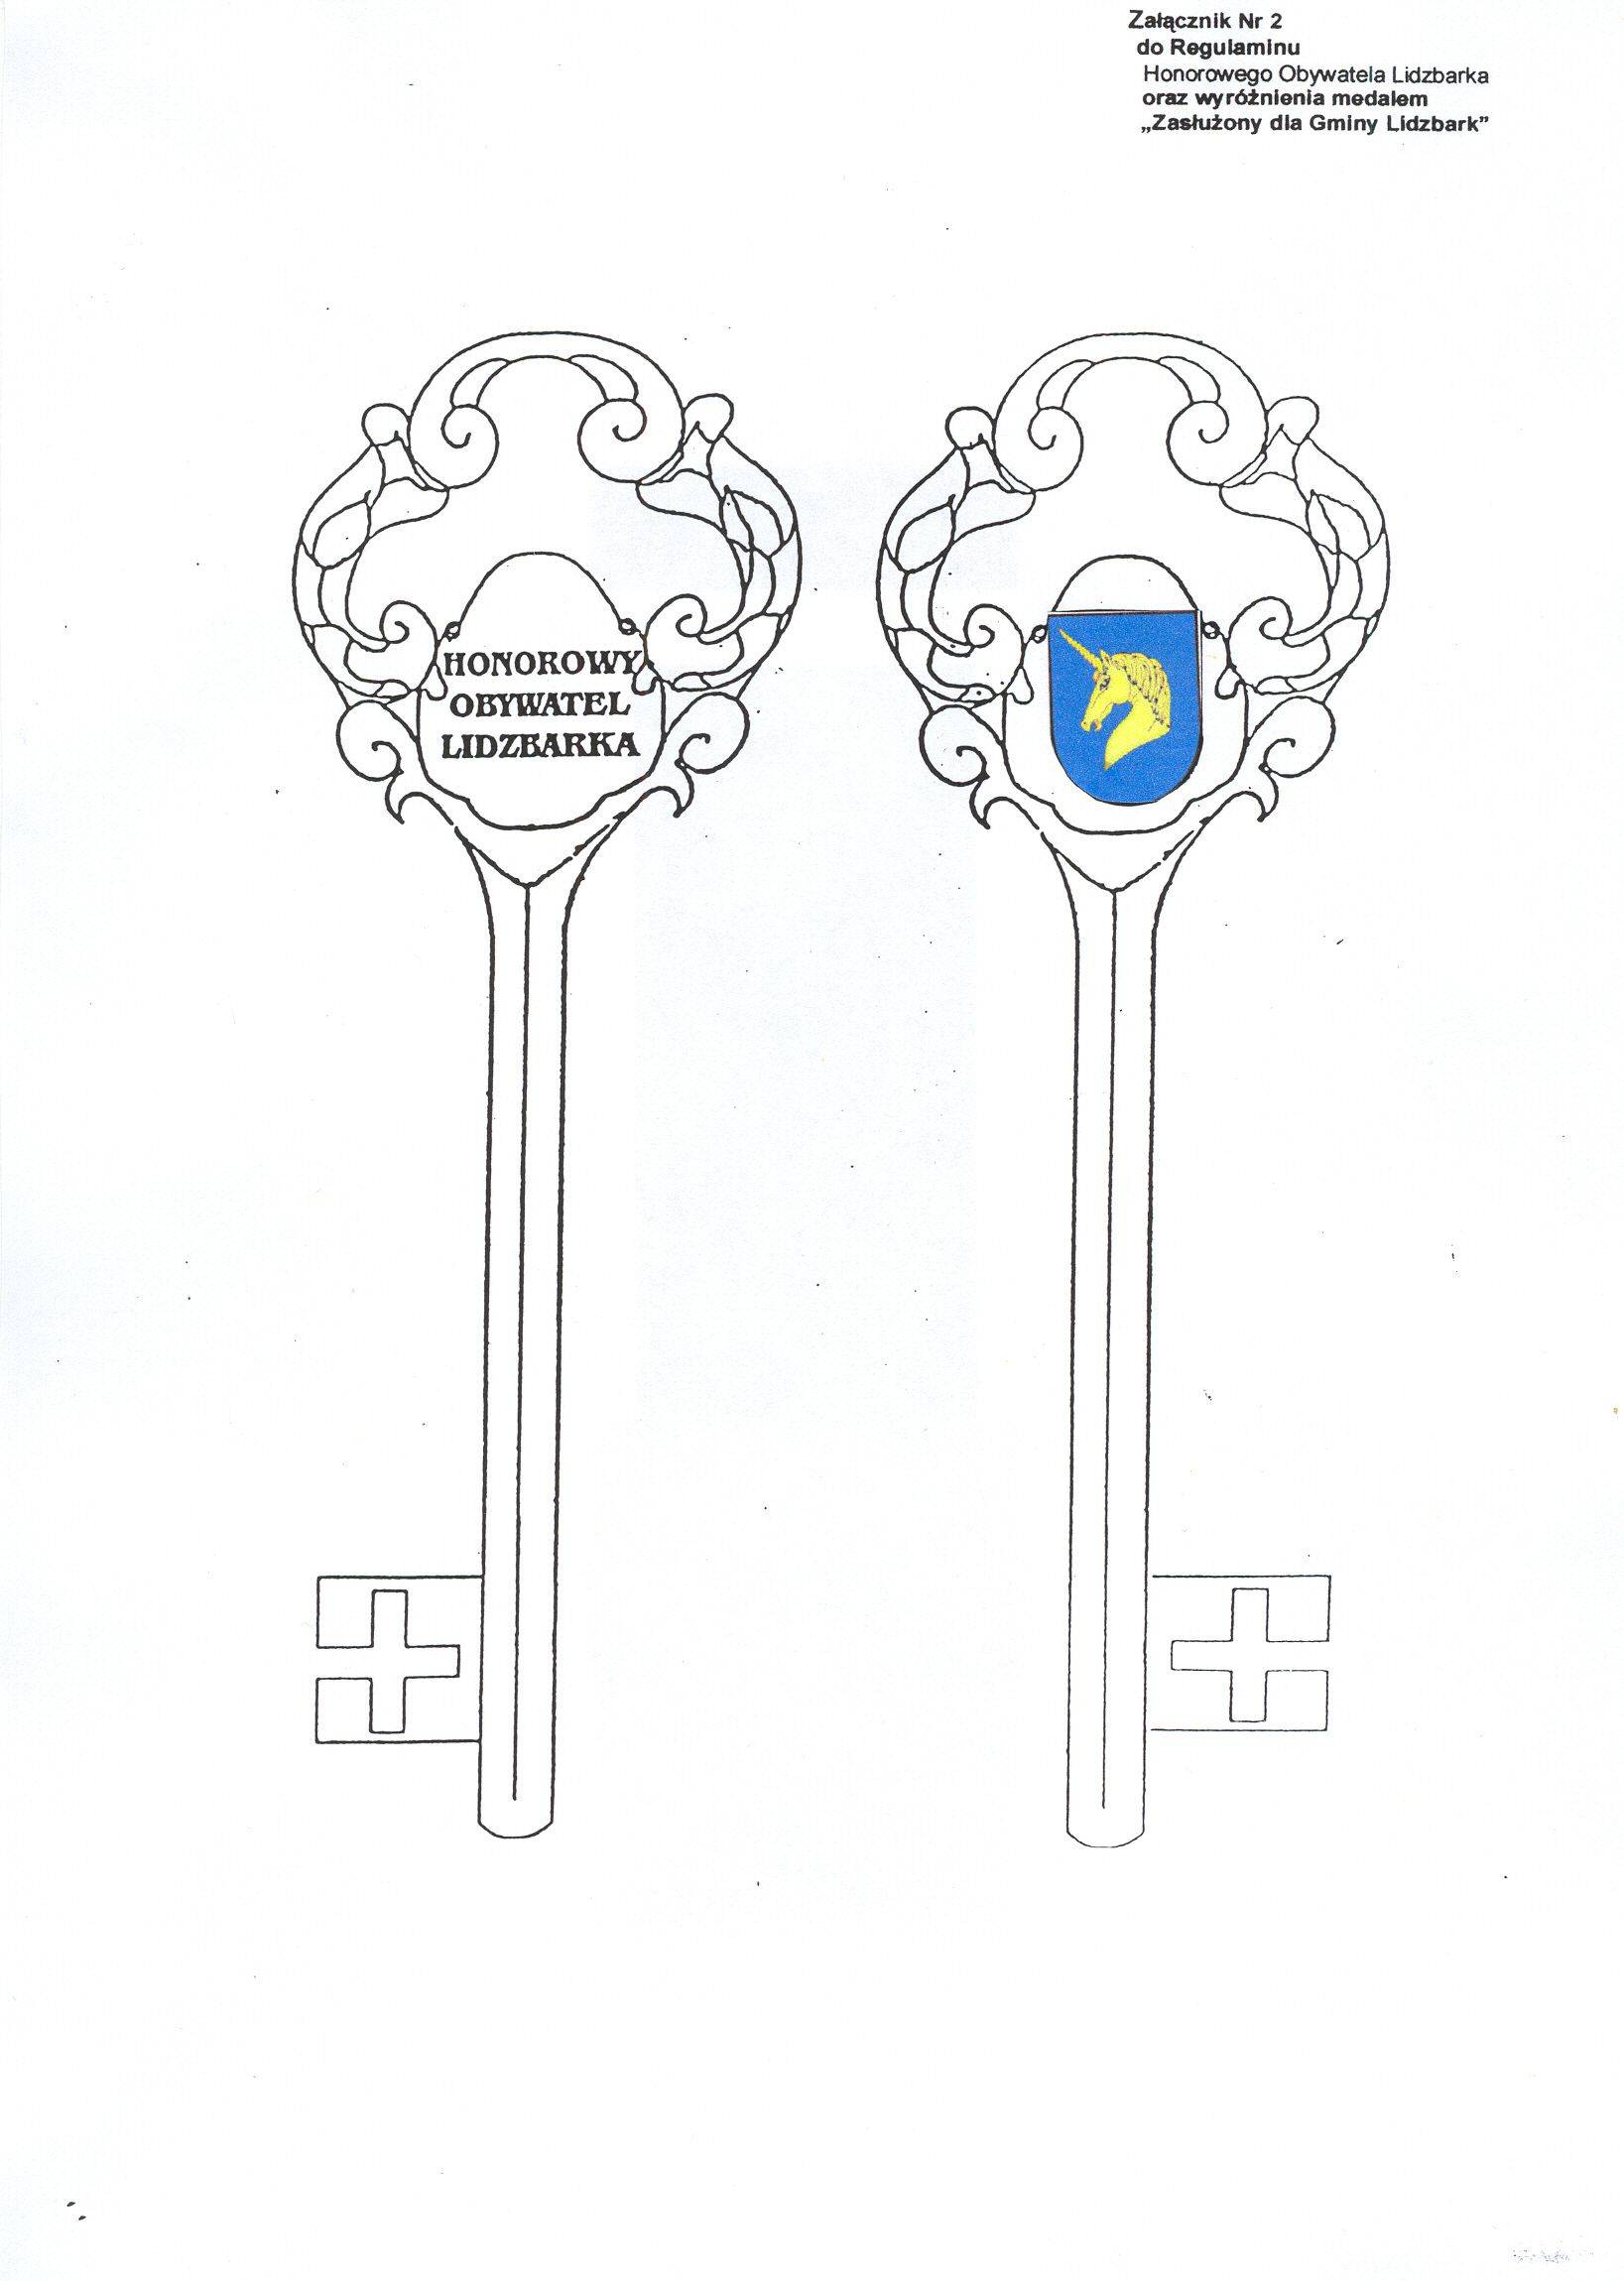 Załącznik Nr 2
do Regulaminu
Honorowego Obywatela Lidzbarka
oraz wyróżnienia medalem
„Zasłużony dla Gminy Lidzbark”
HONOROWY
OBYWATEL
LIDZBARKA